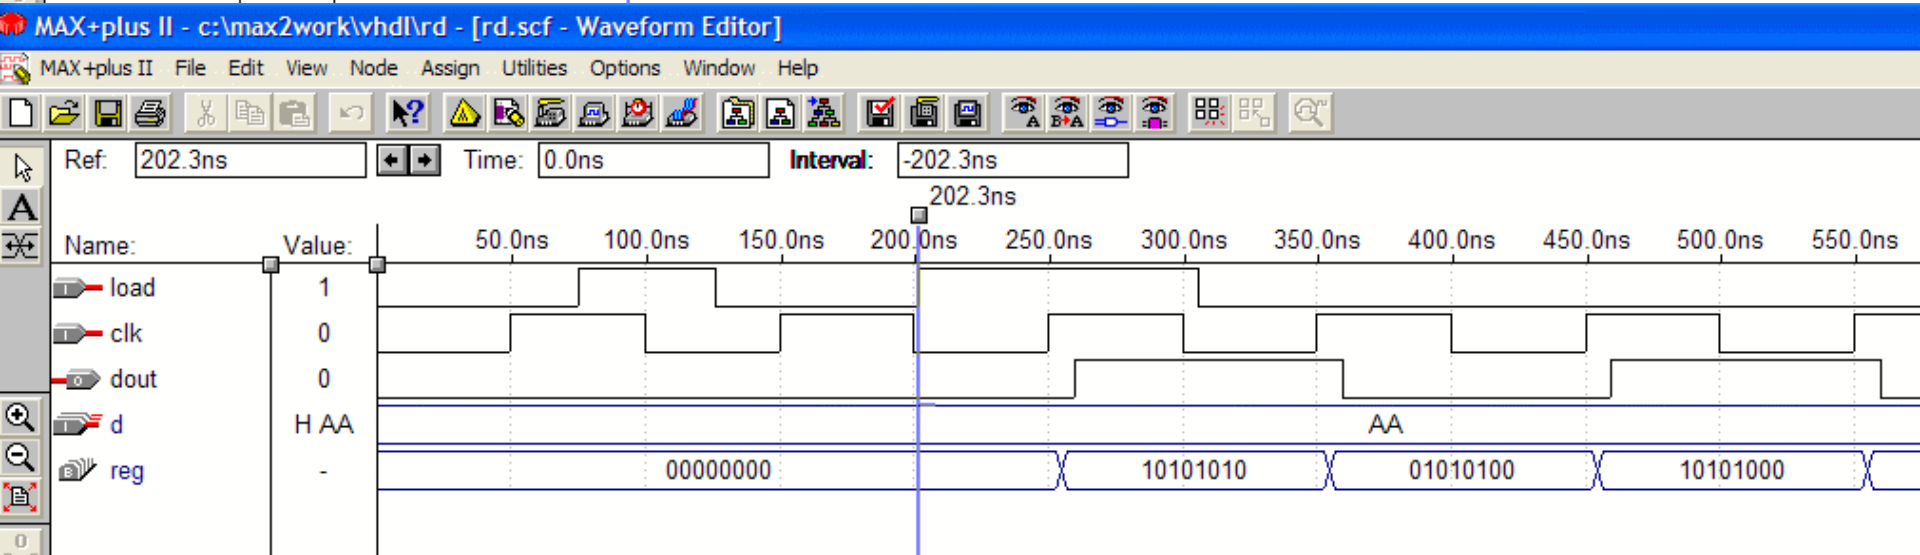 MAX+plus II - c:\max2work\vhdl\rd - [rd.scf - Waveform Editor]
MAX+plus II File Edit View Node Assign Utilities Options Window Help
Ref: 202.3ns Time: 0.0ns Interval: -202.3ns
202.3ns
50.0ns 100.0ns 150.0ns 200.0ns 250.0ns 300.0ns 350.0ns 400.0ns 450.0ns 500.0ns 550.0ns
Name: Value:
load 1
clk 0
dout 0
d H AA AA
reg - 00000000 10101010 01010100 10101000